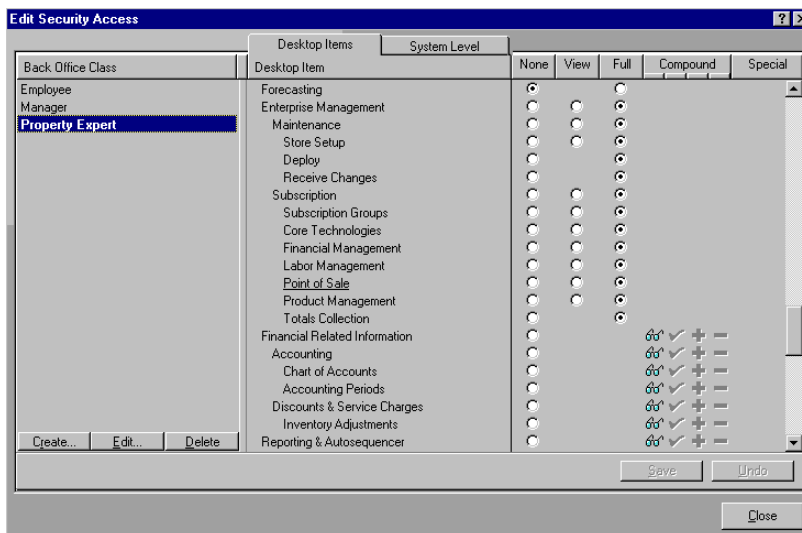 Edit Security Access
Desktop Items System Level
Back Office Class Desktop Item None View Full Compound Special
Employee
Manager
Property Expert
Forecasting
Enterprise Management
Maintenance
Store Setup
Deploy
Receive Changes
Subscription
Subscription Groups
Core Technologies
Financial Management
Labor Management
Point of Sale
Product Management
Totals Collection
Financial Related Information
Accounting
Chart of Accounts
Accounting Periods
Discounts & Service Charges
Inventory Adjustments
Reporting & Autosequencer
Create... Edit... Delete
Save Undo
Close